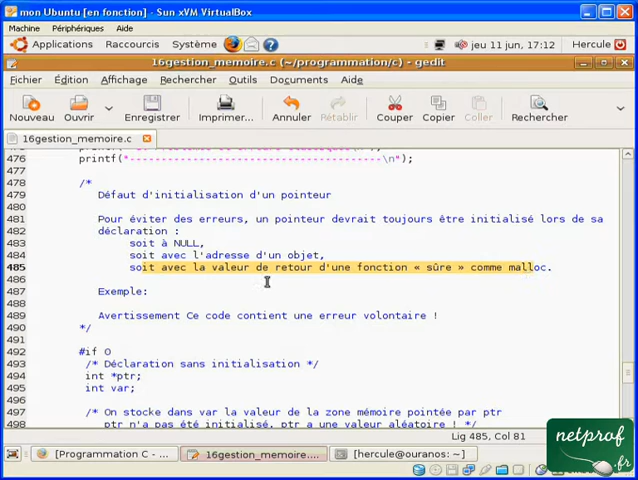 mon Ubuntu [en fonction] - Sun xVM VirtualBox
Machine Périphériques Aide
Applications Raccourcis Système jeu 11 jun, 17:12 Hercule
16gestion_memoire.c (~/programmation/c) - gedit
Fichier Édition Affichage Rechercher Outils Documents Aide
Nouveau Ouvrir Enregistrer Imprimer... Annuler Rétablir Couper Copier Coller Rechercher
16gestion_memoire.c
476 printf("----------------------------------------\n");
477
478 /*
479 Défaut d'initialisation d'un pointeur
480
481 Pour éviter des erreurs, un pointeur devrait toujours être initialisé lors de sa
482 déclaration :
483 soit à NULL,
484 soit avec l'adresse d'un objet,
485 soit avec la valeur de retour d'une fonction « sûre » comme malloc.
486
487 Exemple:
488
489 Avertissement Ce code contient une erreur volontaire !
490 */
491
492 #if 0
493 /* Déclaration sans initialisation */
494 int *ptr;
495 int var;
496
497 /* On stocke dans var la valeur de la zone mémoire pointée par ptr
498 ptr n'a pas été initialisé. ptr a une valeur aléatoire !
Lig 485, Col 81
[Programmation C - ... 16gestion_memoire.... [hercule@ouranos: ~]
netprof
.fr